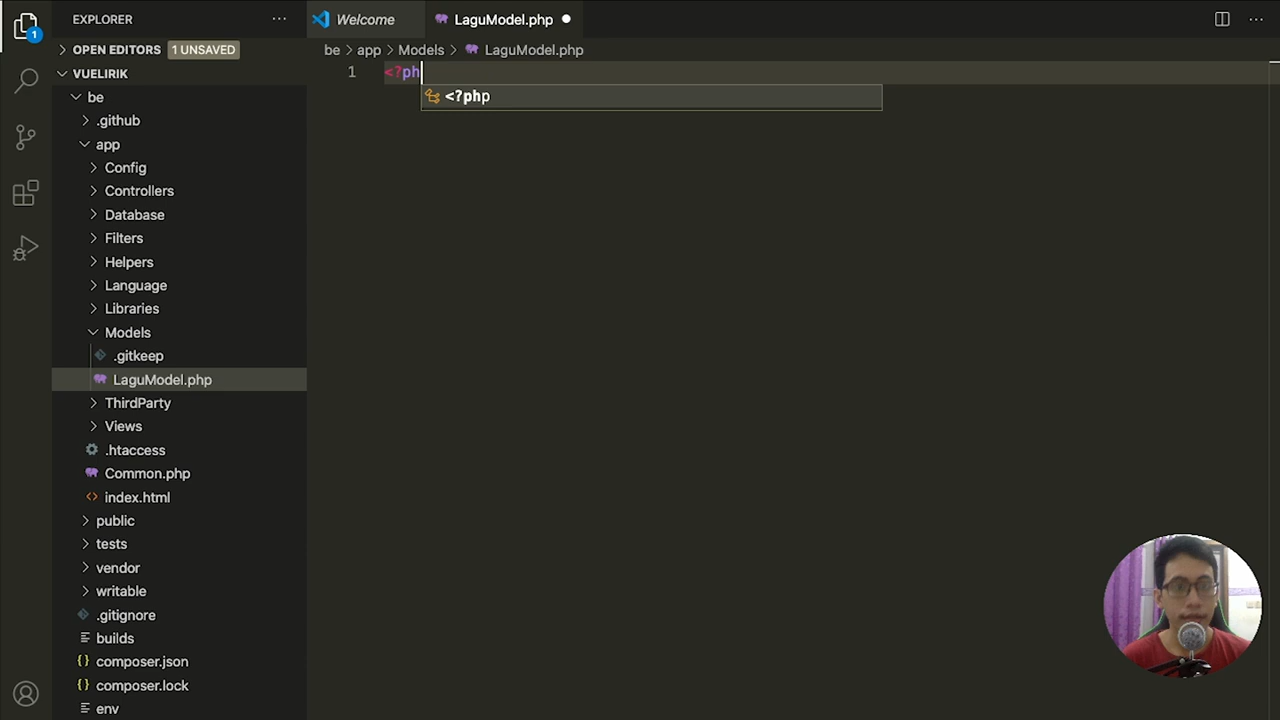 EXPLORER
Welcome
LaguModel.php
OPEN EDITORS 1 UNSAVED
be > app > Models > LaguModel.php
VUELIRIK
1 <?ph
<?php
be
.github
app
Config
Controllers
Database
Filters
Helpers
Language
Libraries
Models
.gitkeep
LaguModel.php
ThirdParty
Views
.htaccess
Common.php
index.html
public
tests
vendor
writable
.gitignore
builds
composer.json
composer.lock
env
1